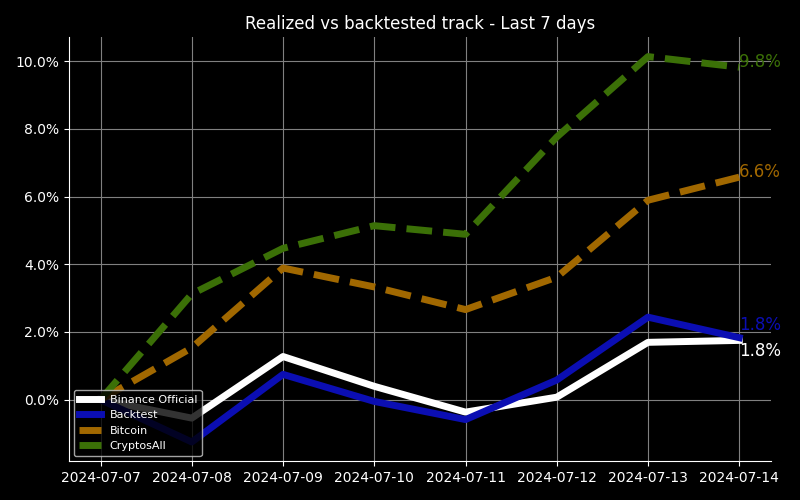 Realized vs backtested track - Last 7 days
10.0%
8.0%
6.0%
4.0%
2.0%
0.0%
9.8%
6.6%
1.8%
1.8%
Binance Official
Backtest
Bitcoin
CryptosAll
2024-07-07 2024-07-08 2024-07-09 2024-07-10 2024-07-11 2024-07-12 2024-07-13 2024-07-14